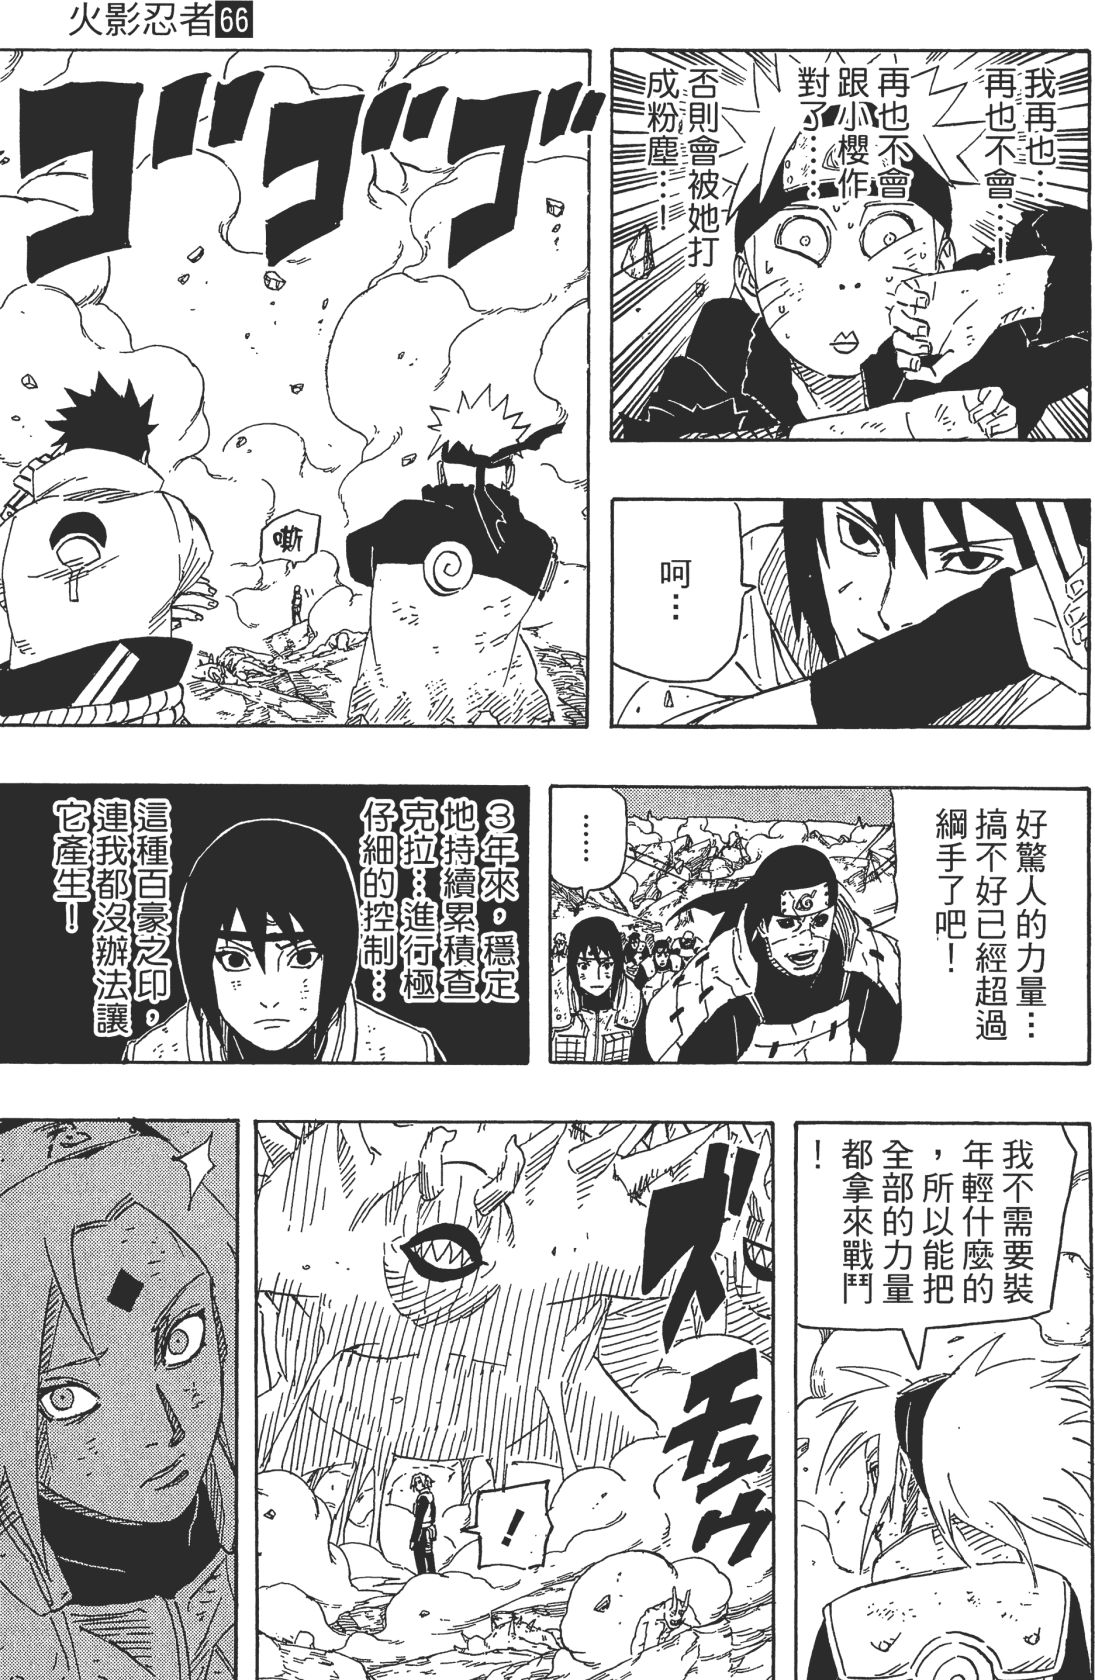 火影忍者66
我再也…
再也不會…！
再也不會
跟小櫻作
對了……
否則會被她打
成粉塵…！
呵…
ゴゴゴ
嘶
好驚人的力量…
搞不好已經超過
綱手了吧！
……
3年來，穩定
地持續累積查
克拉…進行極
仔細的控制…
這種百豪之印，
連我都沒辦法讓
它產生！
我不需要裝
年輕什麼的
，所以能把
全部的力量
都拿來戰鬥
！
ズ
モュウ
！